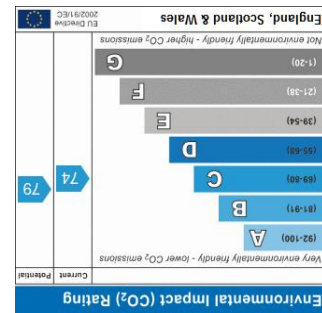 Environmental Impact (CO₂) Rating
Current Potential
Very environmentally friendly - lower CO₂ emissions
(92-100) A
(81-91) B
(69-80) C
(55-68) D
(39-54) E
(21-38) F
(1-20) G
74
79
Not environmentally friendly - higher CO₂ emissions
England, Scotland & Wales
EU Directive
2002/91/EC